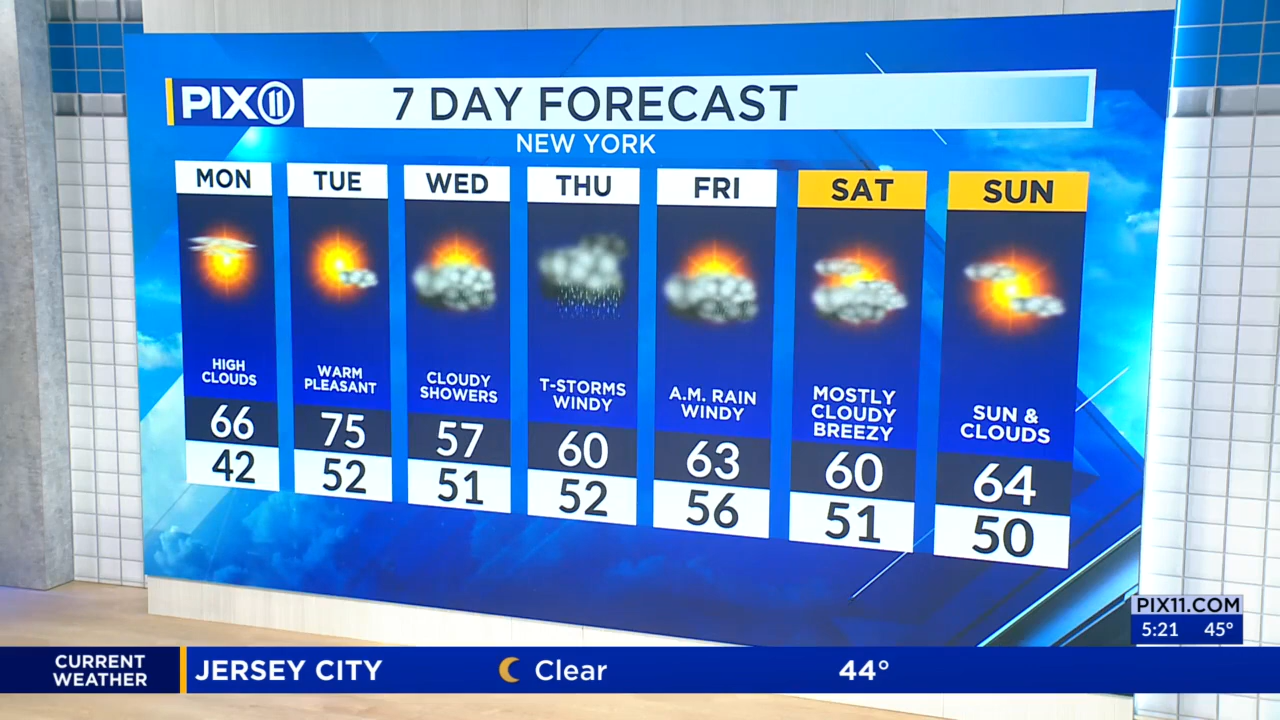 PIX 11
7 DAY FORECAST
NEW YORK
MON
HIGH
CLOUDS
66
42
TUE
WARM
PLEASANT
75
52
WED
CLOUDY
SHOWERS
57
51
THU
T-STORMS
WINDY
60
52
FRI
A.M. RAIN
WINDY
63
56
SAT
MOSTLY
CLOUDY
BREEZY
60
51
SUN
SUN &
CLOUDS
64
50
PIX11.COM
5:21 45°
CURRENT
WEATHER
JERSEY CITY Clear 44°